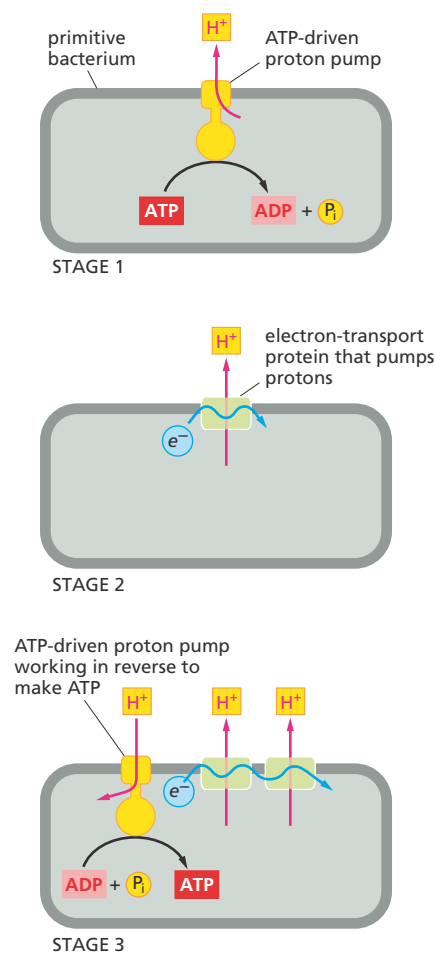 primitive
bacterium
H⁺
ATP-driven
proton pump
ATP
ADP + Pᵢ
STAGE 1
H⁺
electron-transport
protein that pumps
protons
e⁻
STAGE 2
ATP-driven proton pump
working in reverse to
make ATP
H⁺ H⁺ H⁺
e⁻
ADP + Pᵢ ATP
STAGE 3